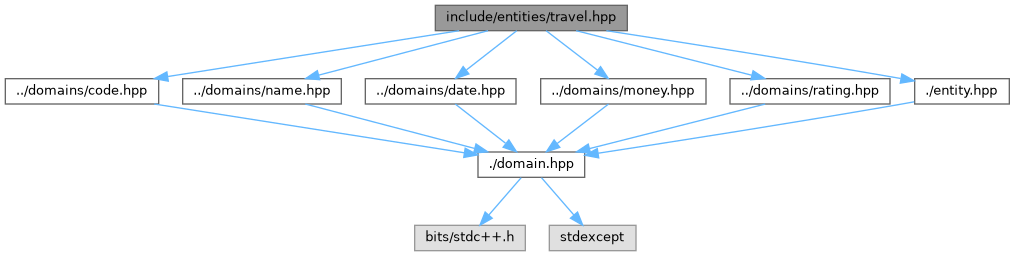 include/entities/travel.hpp
../domains/code.hpp
../domains/name.hpp
../domains/date.hpp
../domains/money.hpp
../domains/rating.hpp
./entity.hpp
./domain.hpp
bits/stdc++.h
stdexcept